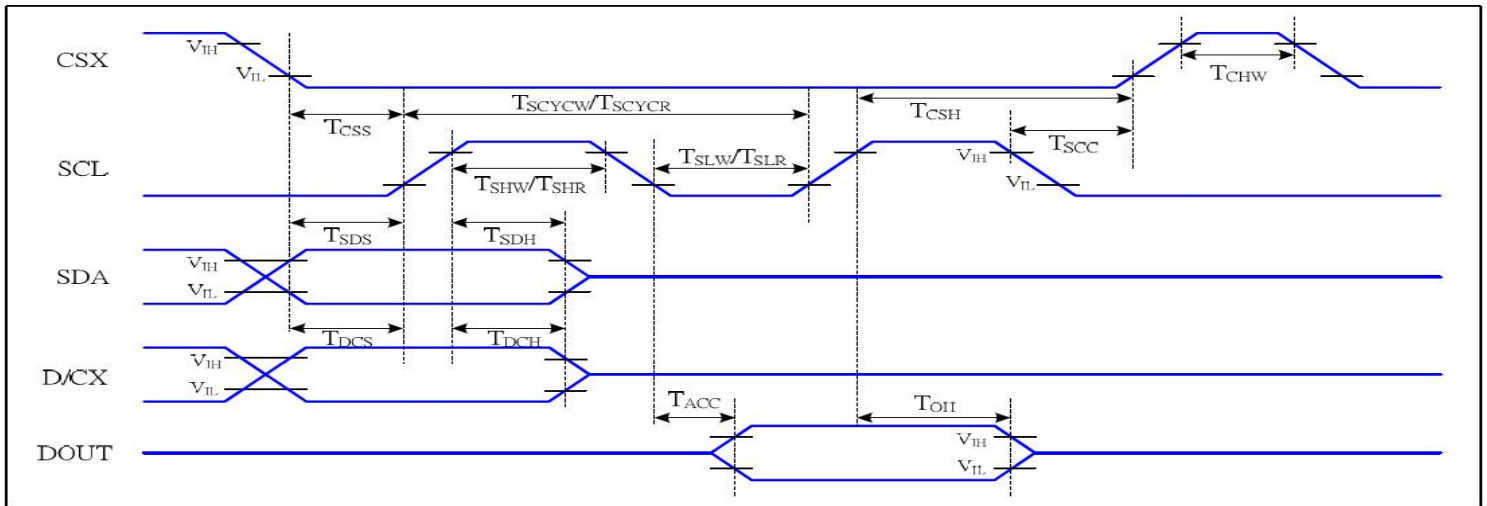 CSX
VIH
VIL
TCHW
TSCYCW/TSCYCR
TCSS
TCSH
TSCC
SCL
TSHW/TSHR
TSLW/TSLR
VIH
VIL
SDA
VIH
VIL
TSDS
TSDH
D/CX
VIH
VIL
TDCS
TDCH
DOUT
TACC
TOH
VIH
VIL